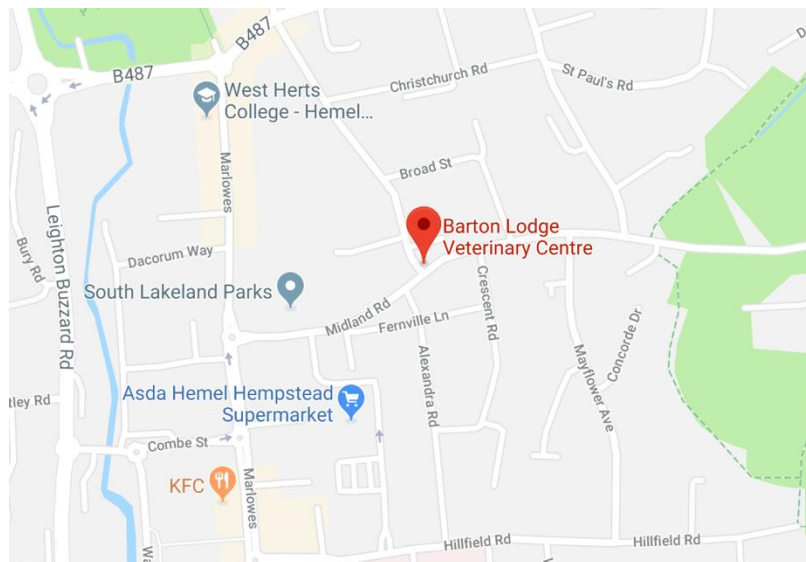 B487
B487
West Herts
College - Hemel...
Christchurch Rd
St Paul's Rd
Marlowes
Broad St
Leighton Buzzard Rd
Bury Rd
Dacorum Way
Barton Lodge
Veterinary Centre
South Lakeland Parks
Midland Rd
Fernville Ln
Crescent Rd
Alexandra Rd
Mayflower Ave
Concorde Dr
Asda Hemel Hempstead
Supermarket
tley Rd
Combe St
KFC
Marlowes
Wa
Hillfield Rd
Hillfield Rd
D